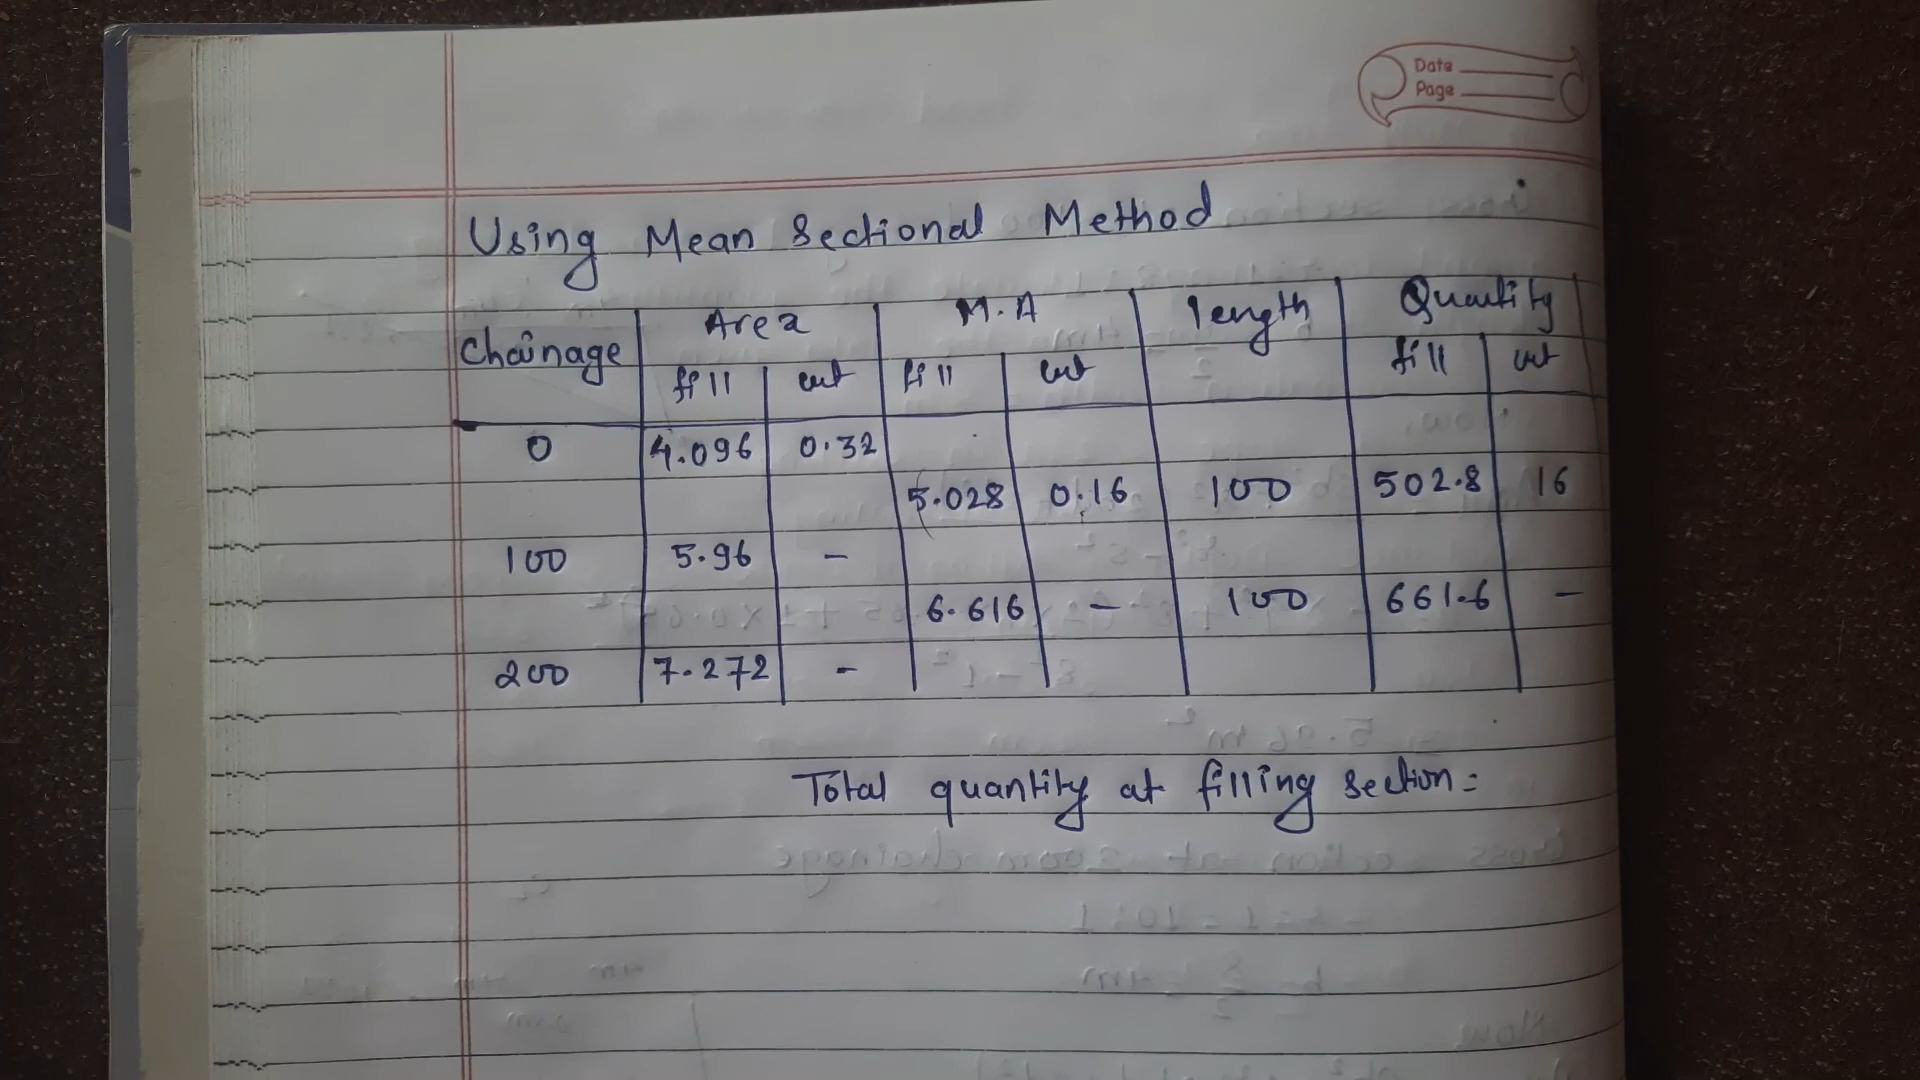 Data
Page
Using Mean Sectional Method
Chainage Area M.A length Quantity
fill cut fill cut fill cut
0 4.096 0.32
5.028 0.16 100 502.8 16
100 5.96 -
6.616 - 100 661.6 -
200 7.272 -
Total quantity at filling section =